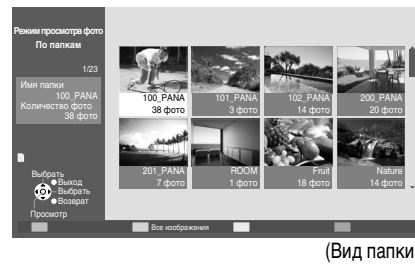 Режим просмотра фото
По папкам
1/23
Имя папки
100_PANA
Количество фото
38 фото
Выбрать
Выход
Выбрать
Возврат
Просмотр
100_PANA
38 фото
101_PANA
3 фото
102_PANA
14 фото
200_PANA
20 фото
201_PANA
7 фото
ROOM
1 фото
Fruit
18 фото
Nature
14 фото
Все изображения
(Вид папки